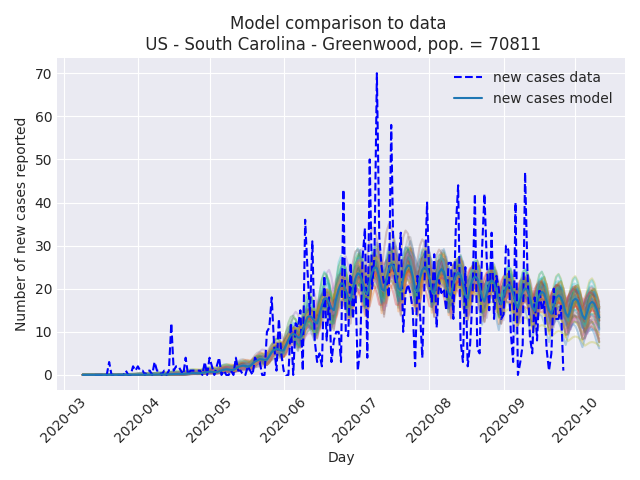 Model comparison to data
US - South Carolina - Greenwood, pop. = 70811
new cases data
new cases model
Number of new cases reported
70
60
50
40
30
20
10
0
2020-03
2020-04
2020-05
2020-06
2020-07
2020-08
2020-09
2020-10
Day